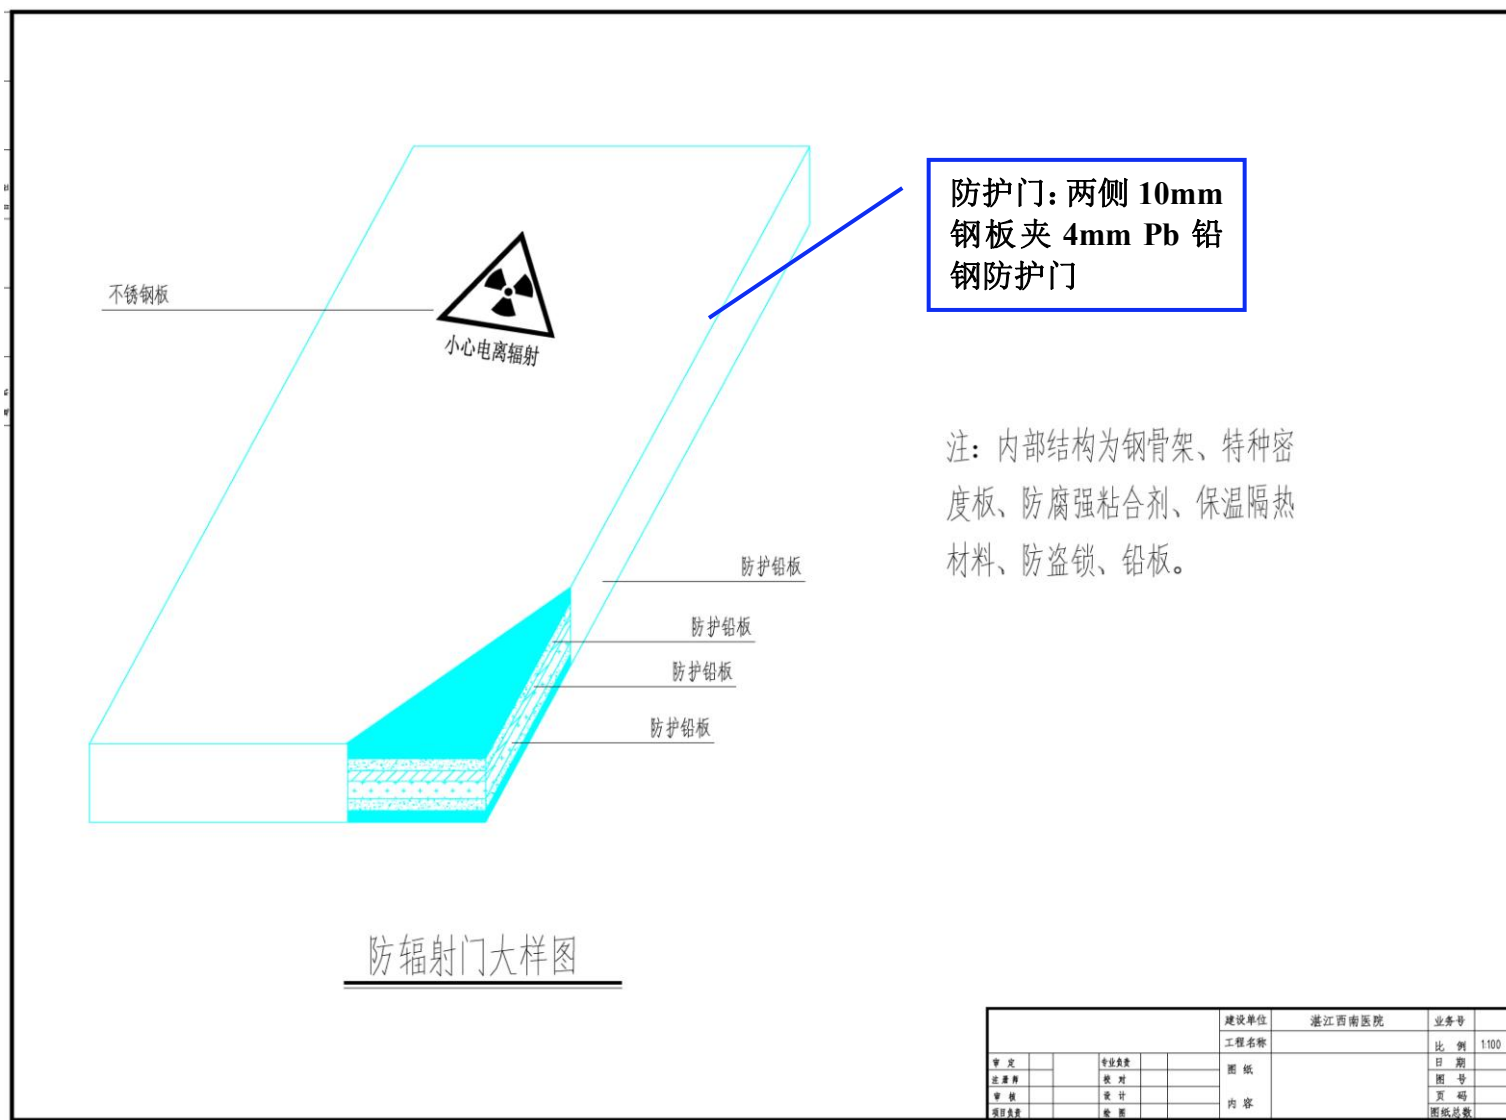 防护门：两侧 10mm
钢板夹 4mm Pb 铅
钢防护门
不锈钢板
小心电离辐射
注：内部结构为钢骨架、特种密
度板、防腐强粘合剂、保温隔热
材料、防盗锁、铅板。
防护铅板
防护铅板
防护铅板
防护铅板
防辐射门大样图
建设单位 湛江西南医院 业务号
工程名称 比 例 1:100
审 定 专业负责 图 纸 日 期
注册师 校 对 图 号
审 核 设 计 内 容 页 码
项目负责 绘 图 图纸总数